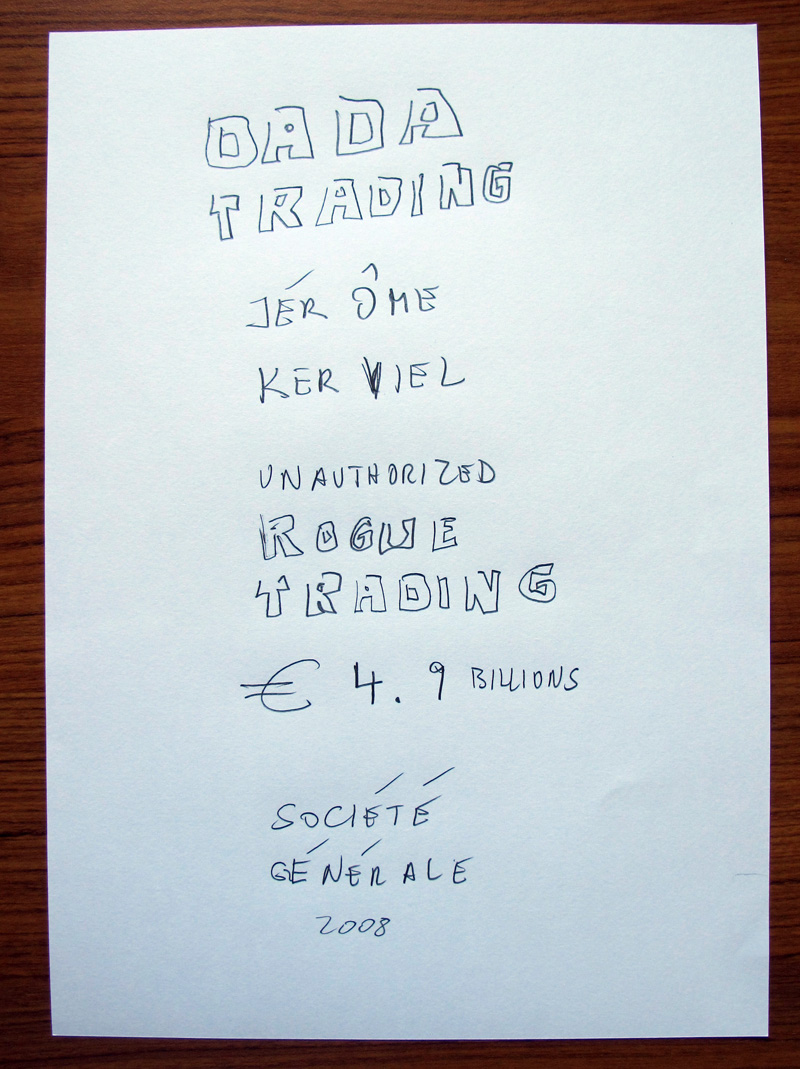 DADA
TRADING
JÉRÔME
KERVIEL
UNAUTHORIZED
ROGUE
TRADING
€ 4.9 BILLIONS
SOCIÉTÉ
GÉNÉRALE
2008